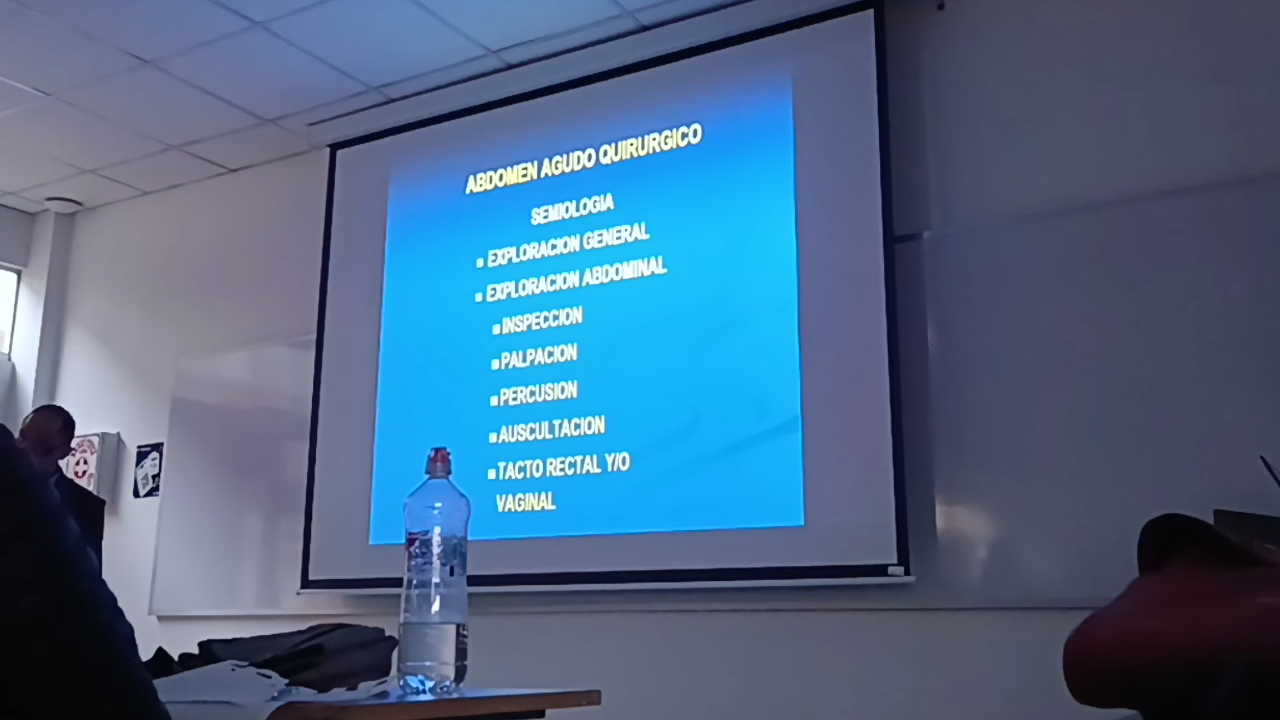 ABDOMEN AGUDO QUIRURGICO
SEMIOLOGIA
EXPLORACION GENERAL
EXPLORACION ABDOMINAL
INSPECCION
PALPACION
PERCUSION
AUSCULTACION
TACTO RECTAL Y/O
VAGINAL